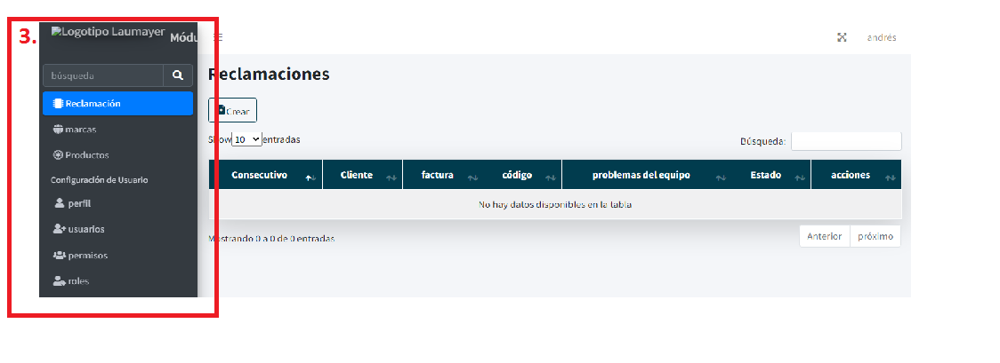 3.
Logotipo Laumayer Módu
andrés
búsqueda
Reclamación
marcas
Productos
Configuración de Usuario
perfil
usuarios
permisos
roles
Reclamaciones
Crear
Show 10 entradas
Búsqueda:
Consecutivo Cliente factura código problemas del equipo Estado acciones
No hay datos disponibles en la tabla
Mostrando 0 a 0 de 0 entradas
Anterior próximo